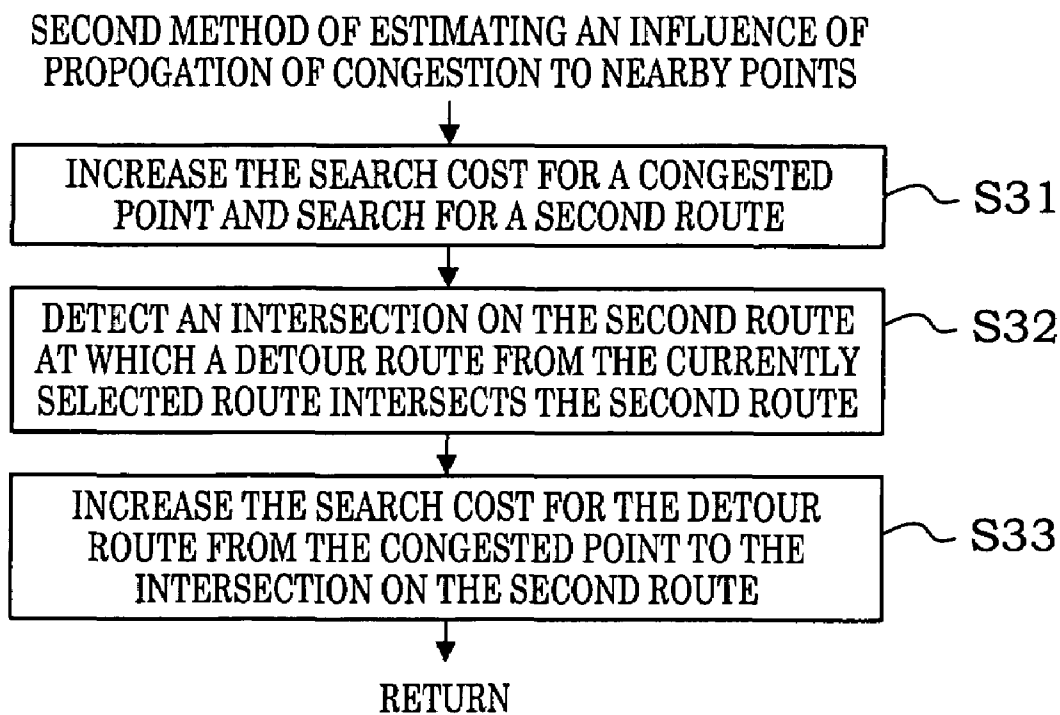 SECOND METHOD OF ESTIMATING AN INFLUENCE OF
PROPOGATION OF CONGESTION TO NEARBY POINTS
INCREASE THE SEARCH COST FOR A CONGESTED
POINT AND SEARCH FOR A SECOND ROUTE
S31
DETECT AN INTERSECTION ON THE SECOND ROUTE
AT WHICH A DETOUR ROUTE FROM THE CURRENTLY
SELECTED ROUTE INTERSECTS THE SECOND ROUTE
S32
INCREASE THE SEARCH COST FOR THE DETOUR
ROUTE FROM THE CONGESTED POINT TO THE
INTERSECTION ON THE SECOND ROUTE
S33
RETURN